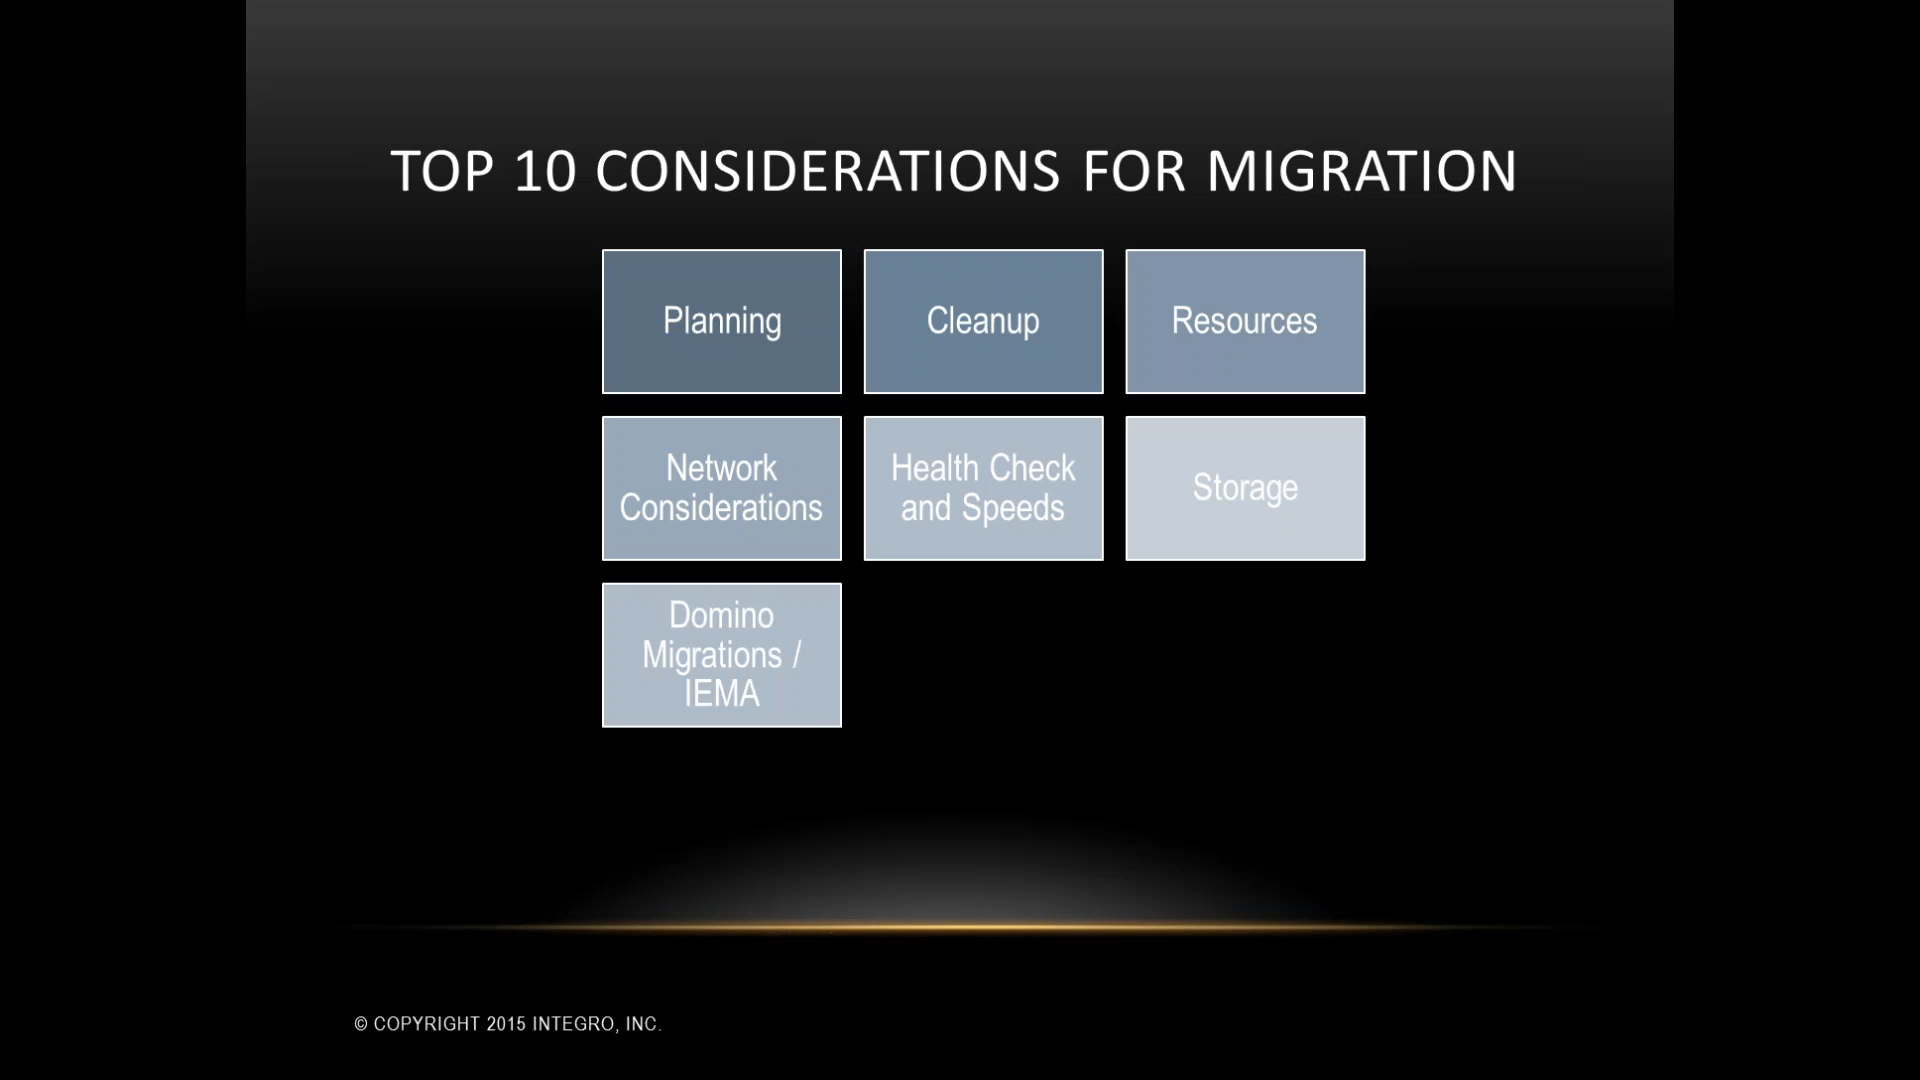 TOP 10 CONSIDERATIONS FOR MIGRATION
Planning
Cleanup
Resources
Network
Considerations
Health Check
and Speeds
Storage
Domino
Migrations /
IEMA
© COPYRIGHT 2015 INTEGRO, INC.